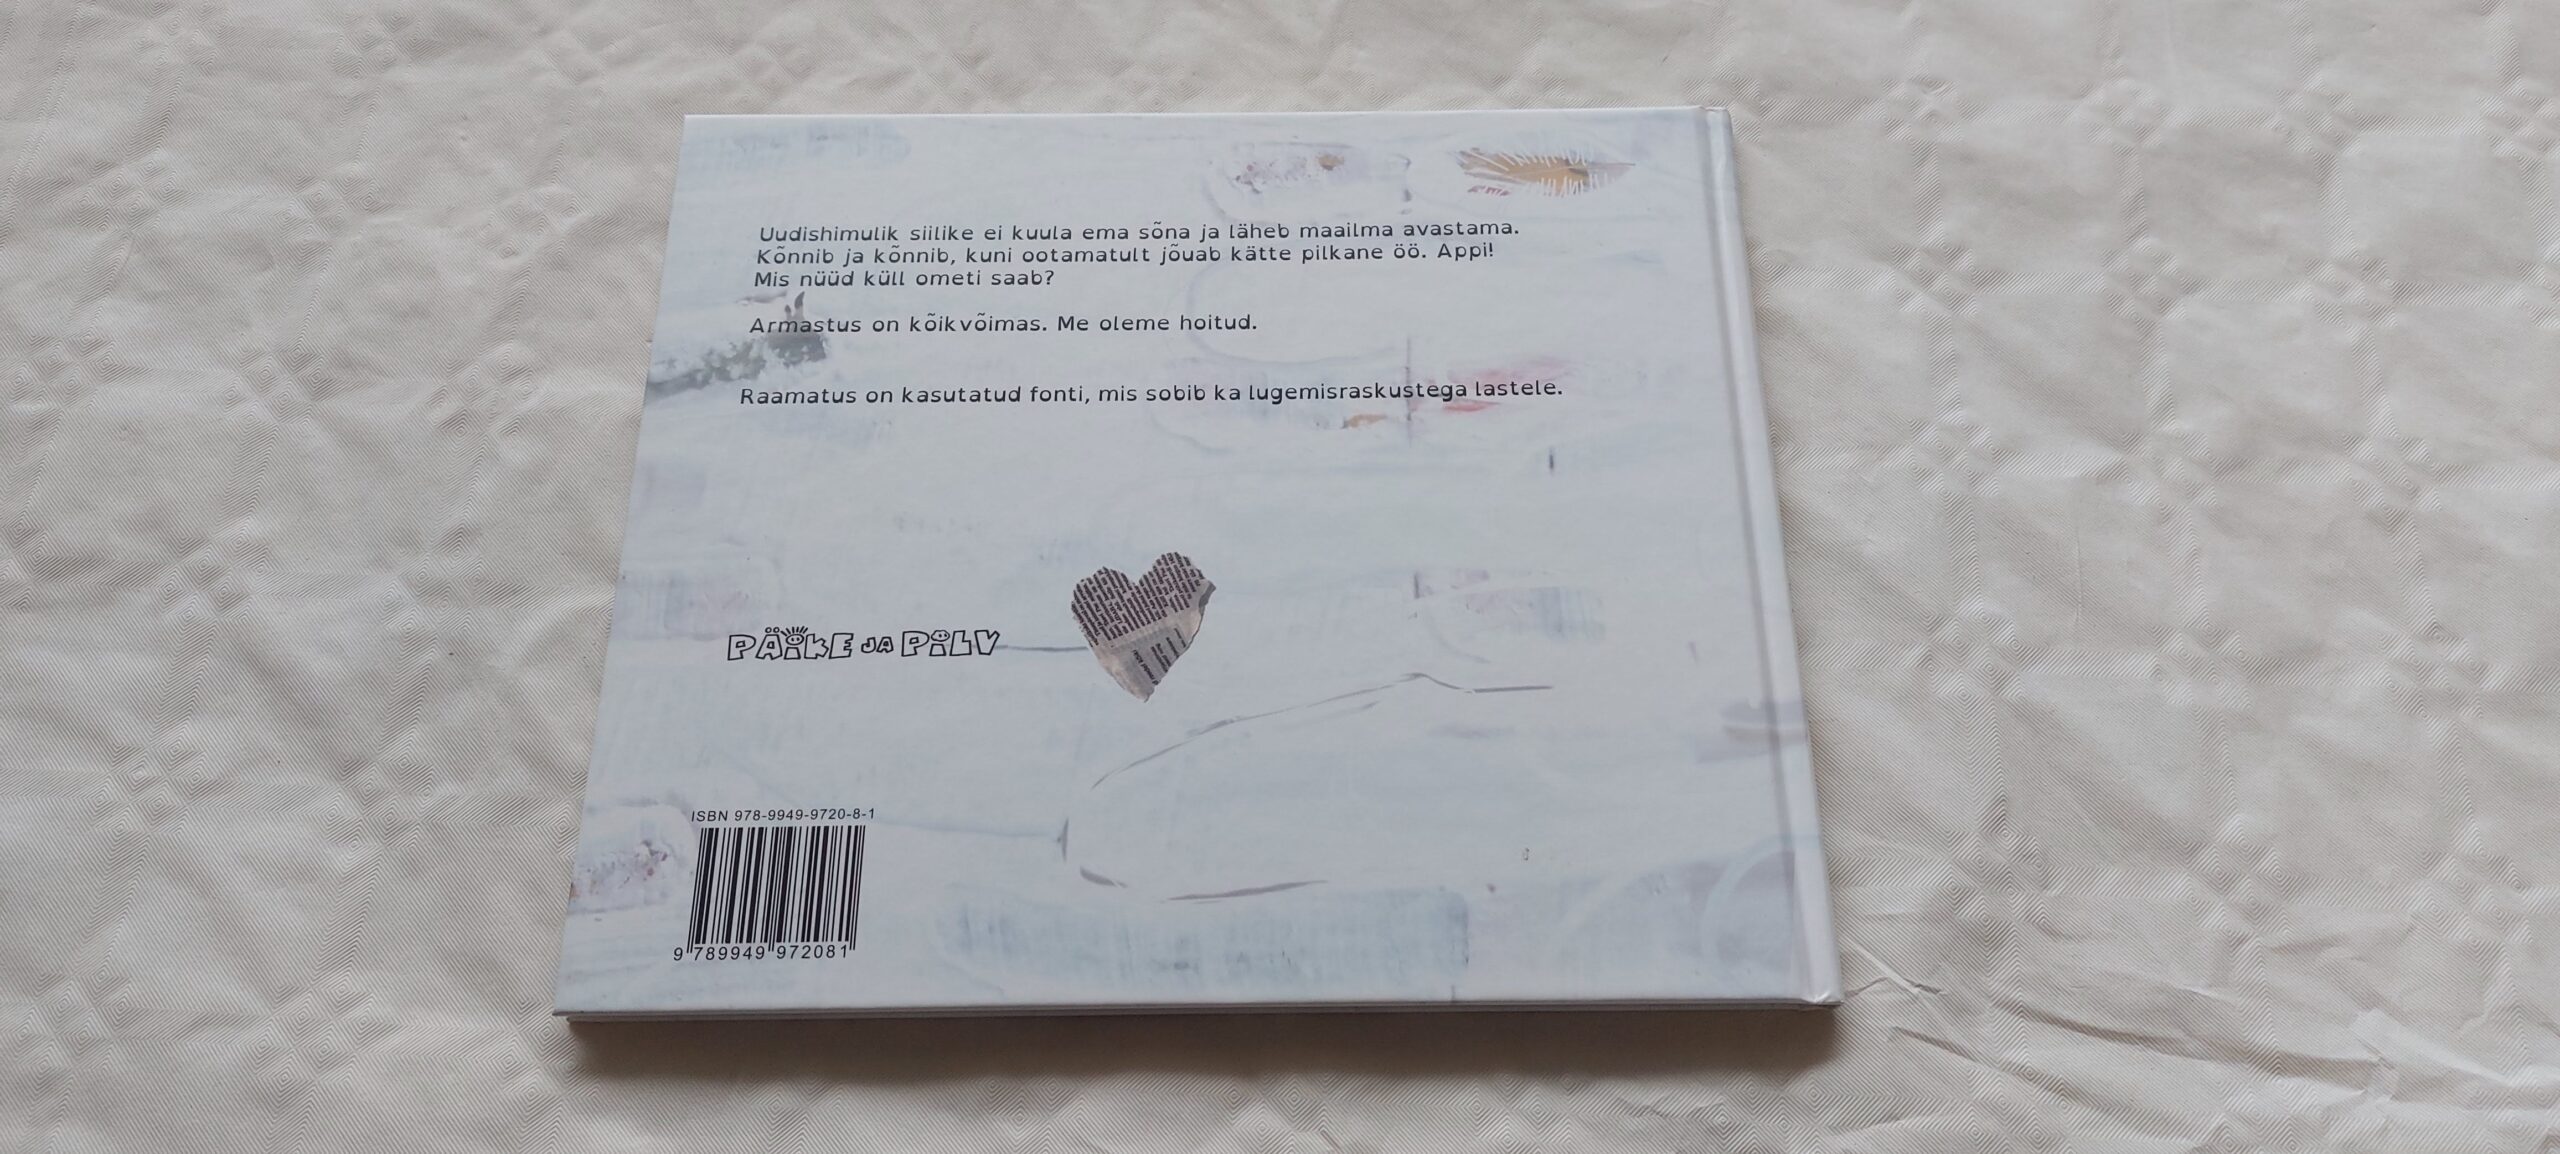 Uudishimulik siilike ei kuula ema sõna ja läheb maailma avastama.
Kõnnib ja kõnnib, kuni ootamatult jõuab kätte pilkane öö. Appi!
Mis nüüd küll ometi saab?
Armastus on kõikvõimas. Me oleme hoitud.
Raamatus on kasutatud fonti, mis sobib ka lugemisraskustega lastele.
PÄIKE JA PILV
ISBN 978-9949-9720-8-1
9 789949 972081